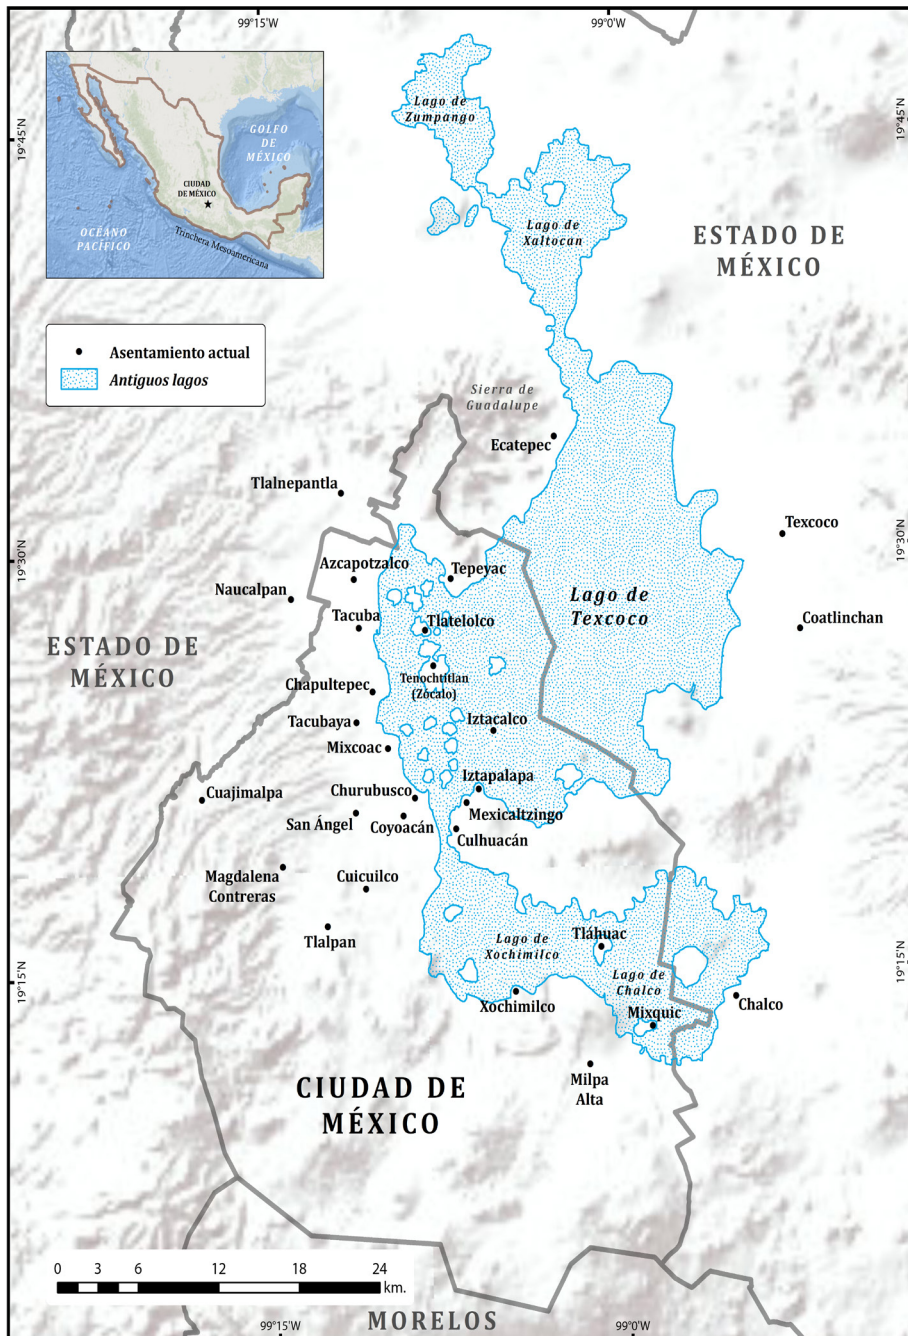 99°15'W
99°0'W
19°45'N
19°45'N
GOLFO
DE
MÉXICO
CIUDAD
DE MÉXICO
OCÉANO
PACÍFICO
Trinchera Mesoamericana
Lago de
Zumpango
Lago de
Xaltocan
ESTADO DE
MÉXICO
Asentamiento actual
Antiguos lagos
Sierra de
Guadalupe
Ecatepec
Tlalnepantla
Texcoco
19°30'N
19°30'N
Azcapotzalco
Tepeyac
Naucalpan
Lago de
Texcoco
Tacuba
Tlatelolco
Coatlinchan
ESTADO DE
MÉXICO
Tenochtitlan
(Zócalo)
Chapultepec
Tacubaya
Iztacalco
Mixcoac
Iztapalapa
Cuajimalpa
Churubusco
Mexicaltzingo
San Ángel
Coyoacán
Culhuacán
Magdalena
Contreras
Cuicuilco
Tlalpan
Lago de
Xochimilco
Tláhuac
19°15'N
19°15'N
Lago de
Chalco
Xochimilco
Mixquic
Chalco
Milpa
Alta
CIUDAD DE
MÉXICO
0 3 6 12 18 24
km.
MORELOS
99°15'W
99°0'W